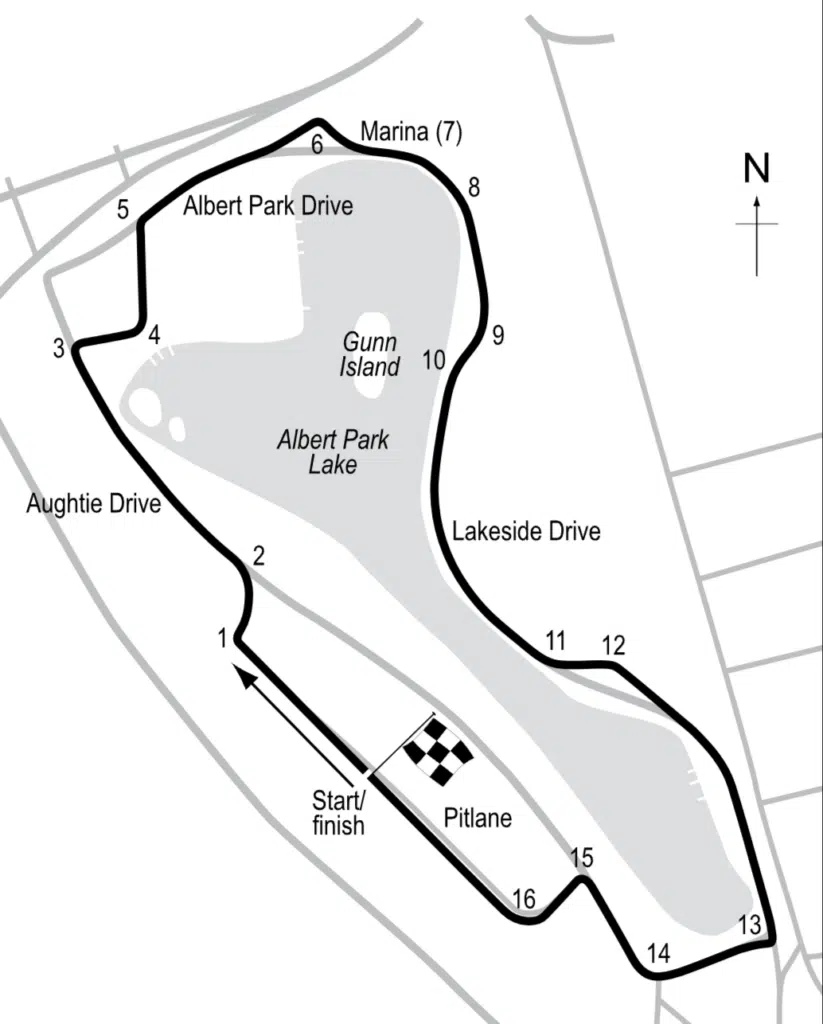 Marina (7)
6
N
8
5
Albert Park Drive
3
4
9
Gunn
Island
10
Albert Park
Lake
Aughtie Drive
Lakeside Drive
2
1
11
12
Start/
finish
Pitlane
15
16
13
14